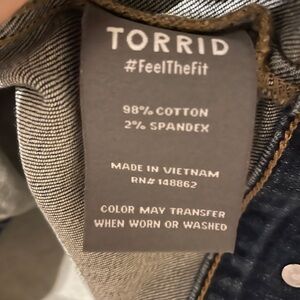 TORRID
#FeelTheFit
98% COTTON
2% SPANDEX
MADE IN VIETNAM
RN# 148862
COLOR MAY TRANSFER
WHEN WORN OR WASHED